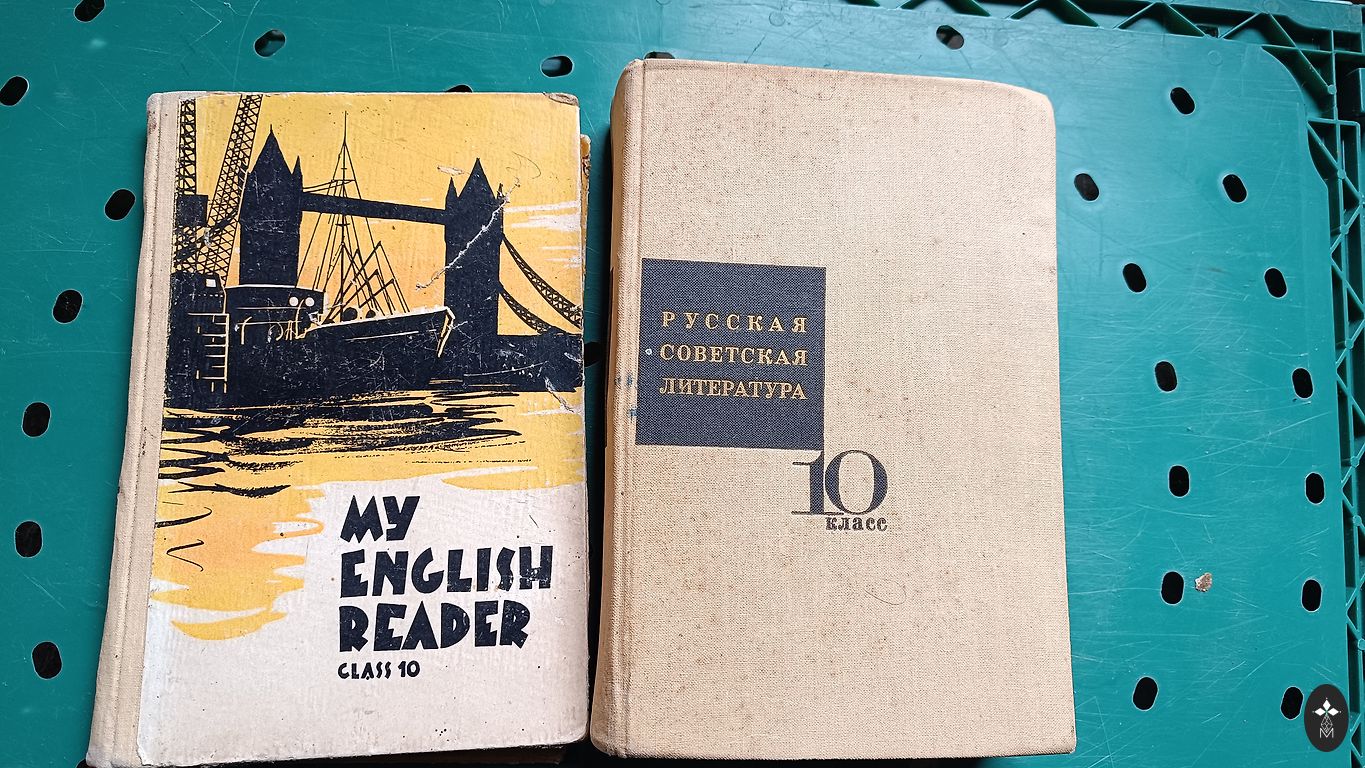 MY
ENGLISH
READER
CLASS 10
РУССКАЯ
СОВЕТСКАЯ
ЛИТЕРАТУРА
10
класс
M